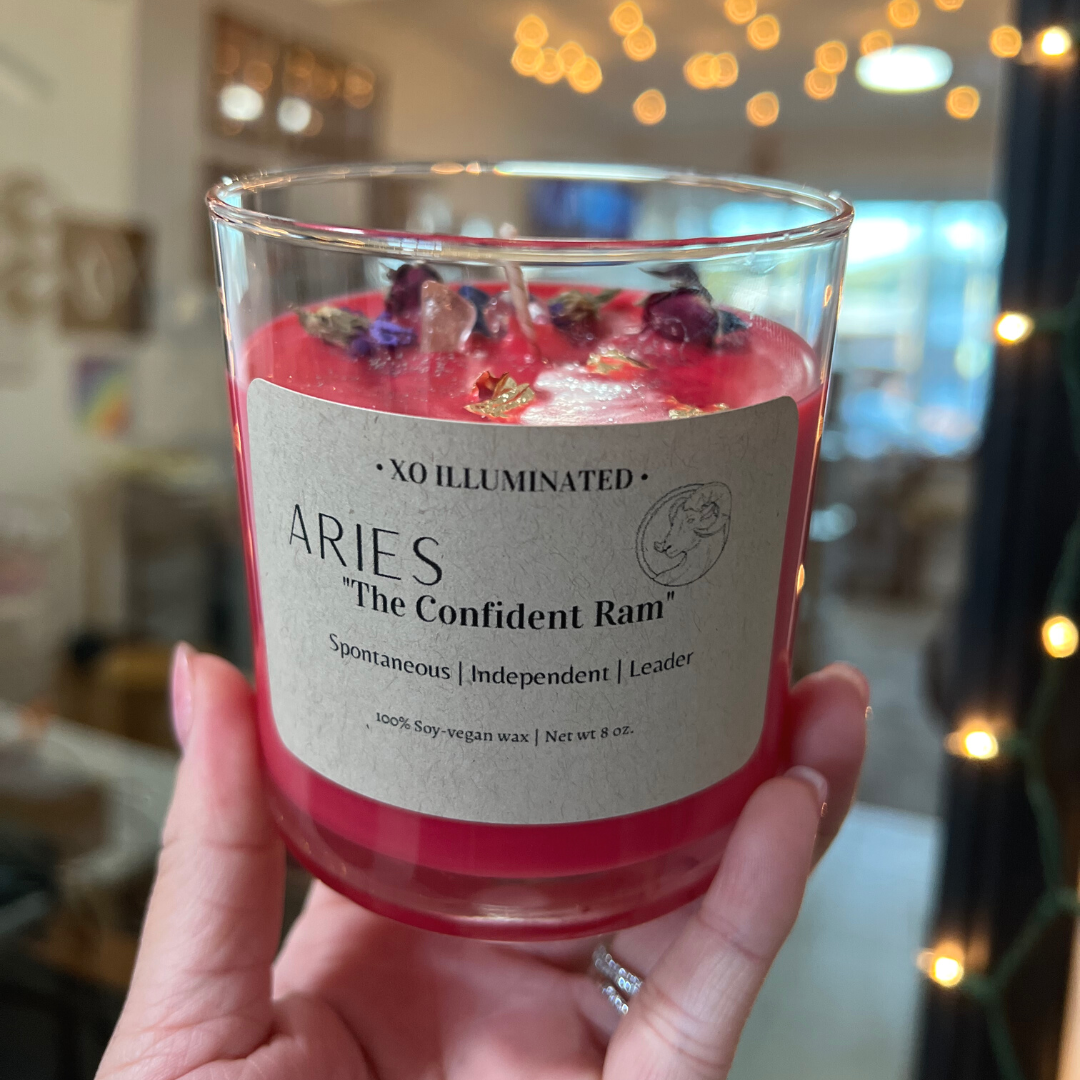 • XO ILLUMINATED •
ARIES
"The Confident Ram"
Spontaneous | Independent | Leader
100% Soy-vegan wax | Net wt 8 oz.